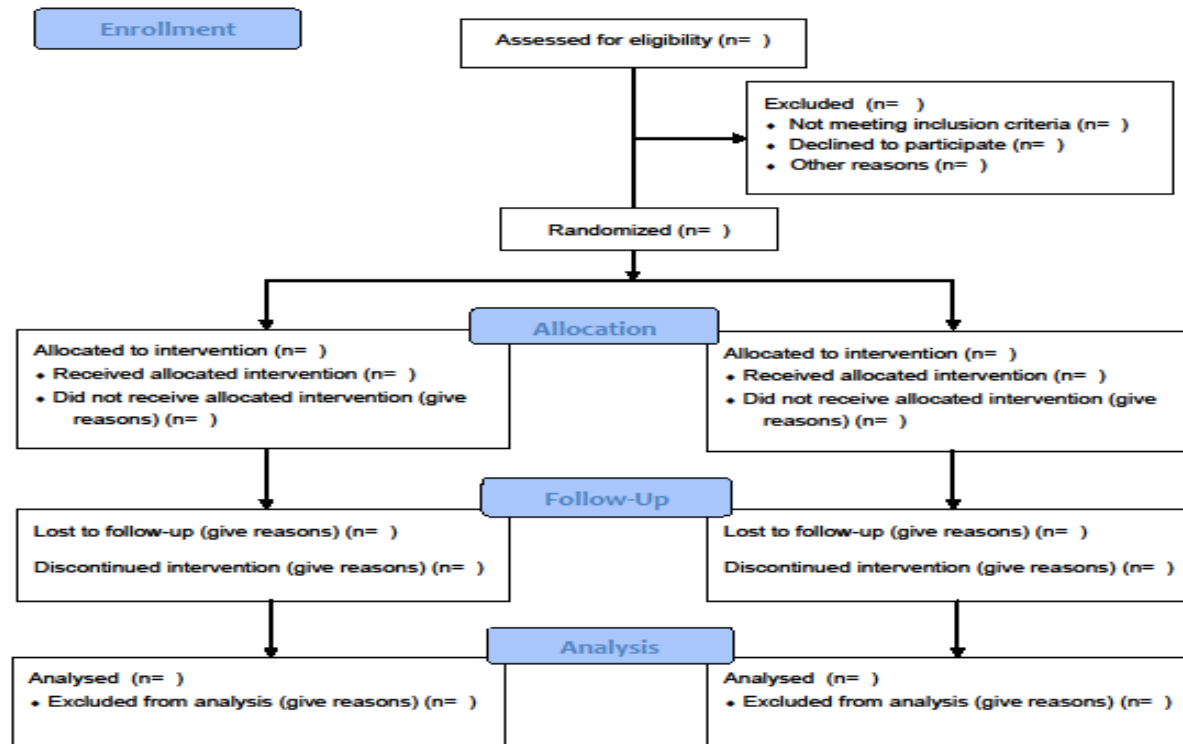 Enrollment
Assessed for eligibility (n=  )
Excluded  (n=  )
• Not meeting inclusion criteria (n=  )
• Declined to participate (n=  )
• Other reasons (n=  )
Randomized (n=  )
Allocation
Allocated to intervention (n=  )
• Received allocated intervention (n=  )
• Did not receive allocated intervention (give
reasons) (n=  )
Allocated to intervention (n=  )
• Received allocated intervention (n=  )
• Did not receive allocated intervention (give
reasons) (n=  )
Follow-Up
Lost to follow-up (give reasons) (n=  )
Discontinued intervention (give reasons) (n=  )
Lost to follow-up (give reasons) (n=  )
Discontinued intervention (give reasons) (n=  )
Analysis
Analysed  (n=  )
• Excluded from analysis (give reasons) (n=  )
Analysed  (n=  )
• Excluded from analysis (give reasons) (n=  )